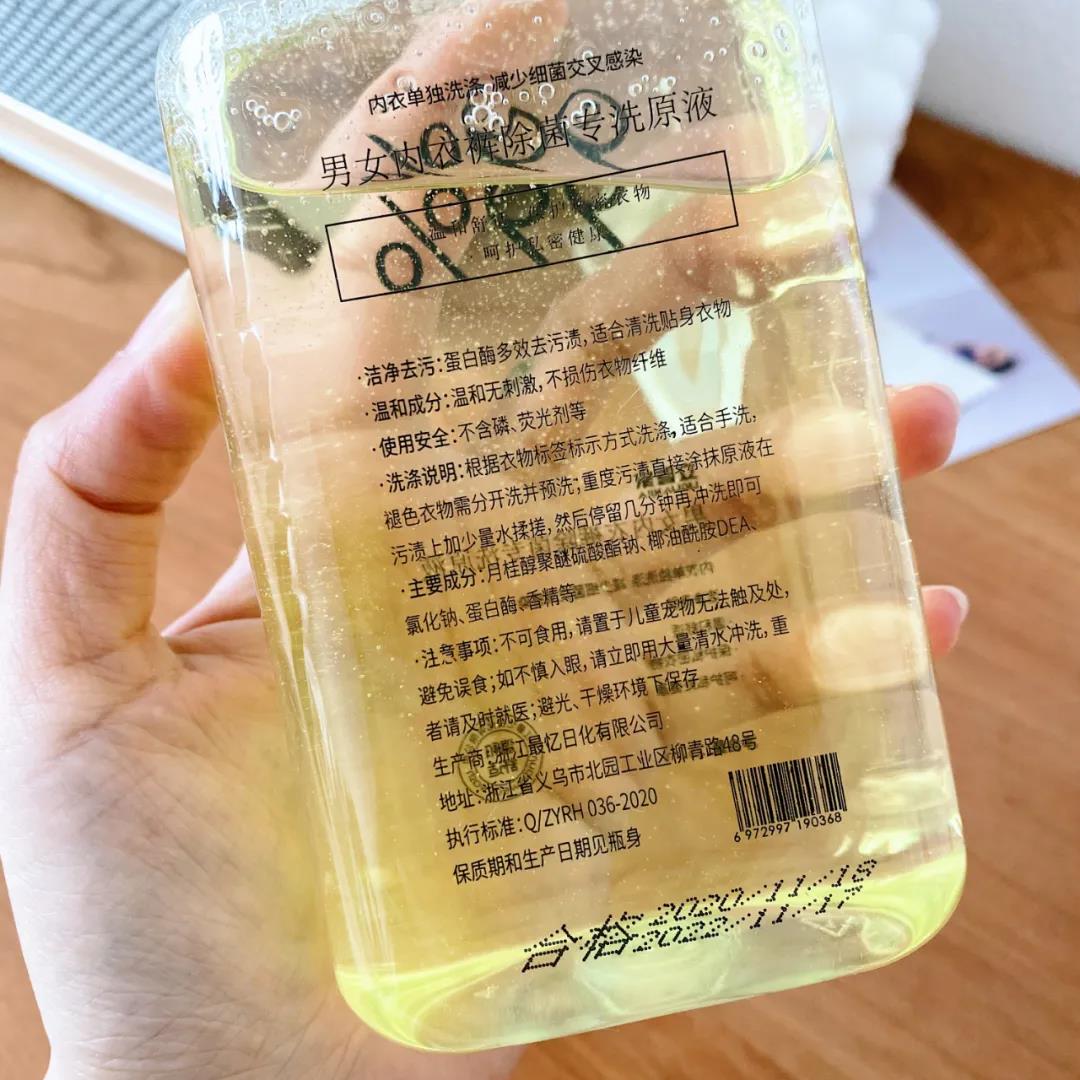 内衣单独洗涤 减少细菌交叉感染
男女内衣裤除菌专洗原液
温和舒 护 衣物
呵护私密健康
·洁净去污:蛋白酶多效去污渍,适合清洗贴身衣物
·温和成分:温和无刺激,不损伤衣物纤维
·使用安全:不含磷、荧光剂等
·洗涤说明:根据衣物标签标示方式洗涤,适合手洗,
褪色衣物需分开洗并预洗;重度污渍直接涂抹原液在
污渍上加少量水揉搓,然后停留几分钟再冲洗即可
·主要成分:月桂醇聚醚硫酸酯钠、椰油酰胺DEA、
氯化钠、蛋白酶、香精等
·注意事项:不可食用,请置于儿童宠物无法触及处,
避免误食;如不慎入眼,请立即用大量清水冲洗,重
者请及时就医;避光、干燥环境下保存
生产商:浙江最忆日化有限公司
地址:浙江省义乌市北园工业区柳青路48号
执行标准:Q/ZYRH 036-2020
保质期和生产日期见瓶身
6 972997 190368
合格 2020/11/18
2022/11/17